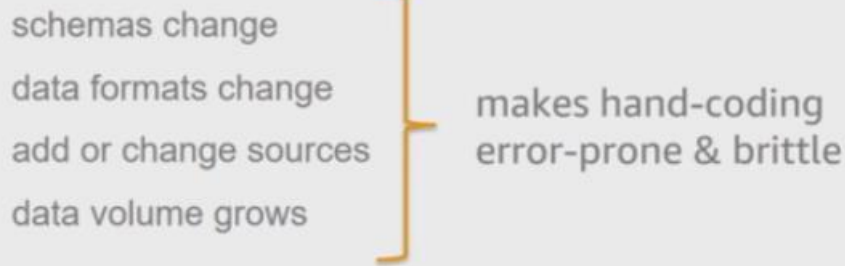 schemas change
data formats change
add or change sources
data volume grows
makes hand-coding
error-prone & brittle